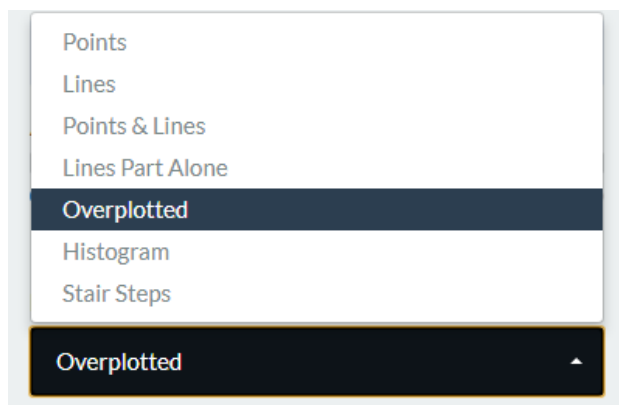 Points
Lines
Points & Lines
Lines Part Alone
Overplotted
Histogram
Stair Steps
Overplotted